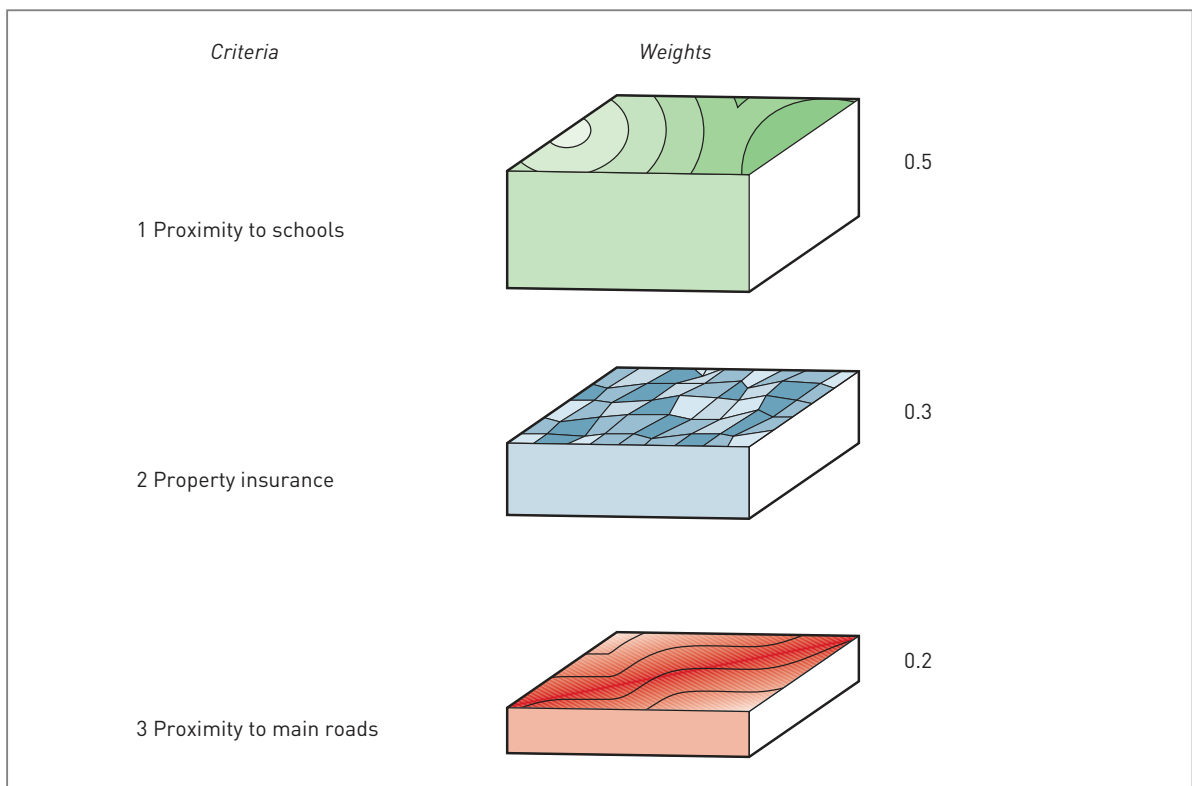 Criteria Weights
0.5
1 Proximity to schools
0.3
2 Property insurance
0.2
3 Proximity to main roads